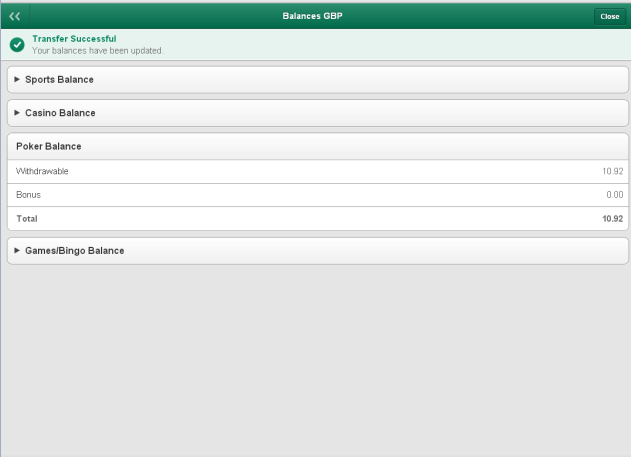 Balances GBP
Close
Transfer Successful
Your balances have been updated.
Sports Balance
Casino Balance
Poker Balance
Withdrawable 10.92
Bonus 0.00
Total 10.92
Games/Bingo Balance